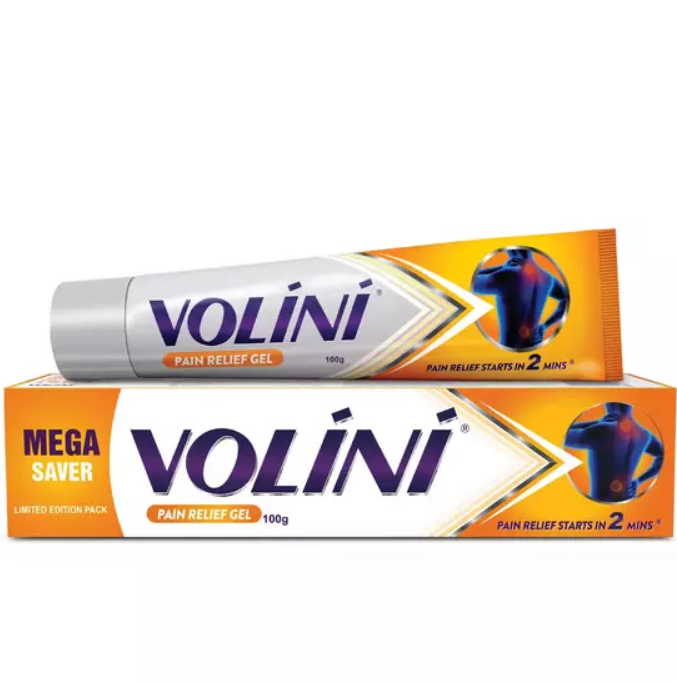 VOLINI®
PAIN RELIEF GEL
100g
PAIN RELIEF STARTS IN 2 MINS*
MEGA
SAVER
LIMITED EDITION PACK
VOLINI®
PAIN RELIEF GEL 100g
PAIN RELIEF STARTS IN 2 MINS*